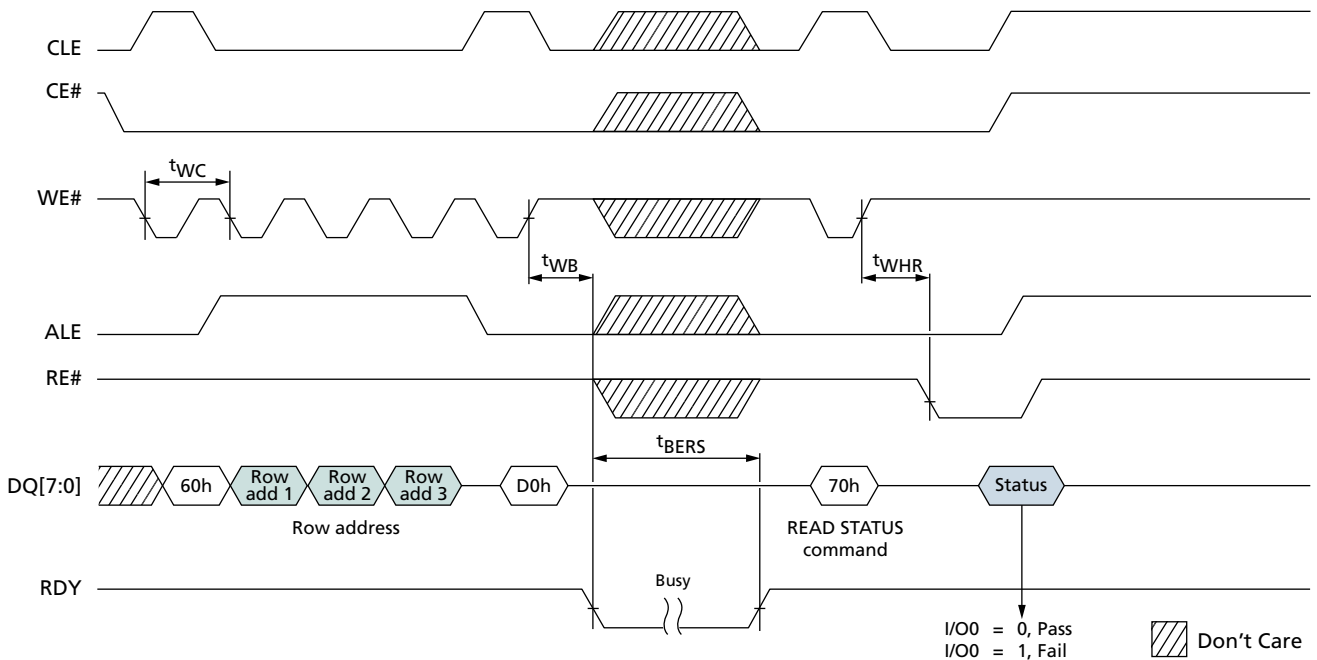 CLE
CE#
tWC
WE#
tWB
tWHR
ALE
RE#
tBERS
DQ[7:0]
60h
Row
add 1
Row
add 2
Row
add 3
D0h
70h
Status
Row address
READ STATUS
command
RDY
Busy
I/O0 = 0, Pass
I/O0 = 1, Fail
Don't Care